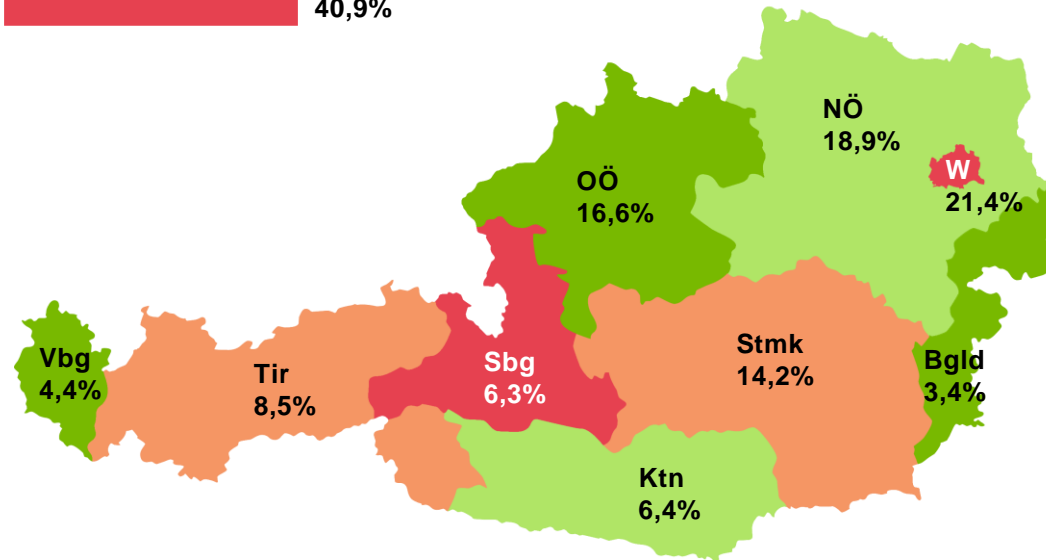 40,9%
NÖ
18,9%
W
21,4%
OÖ
16,6%
Vbg
4,4%
Tir
8,5%
Sbg
6,3%
Stmk
14,2%
Bgld
3,4%
Ktn
6,4%